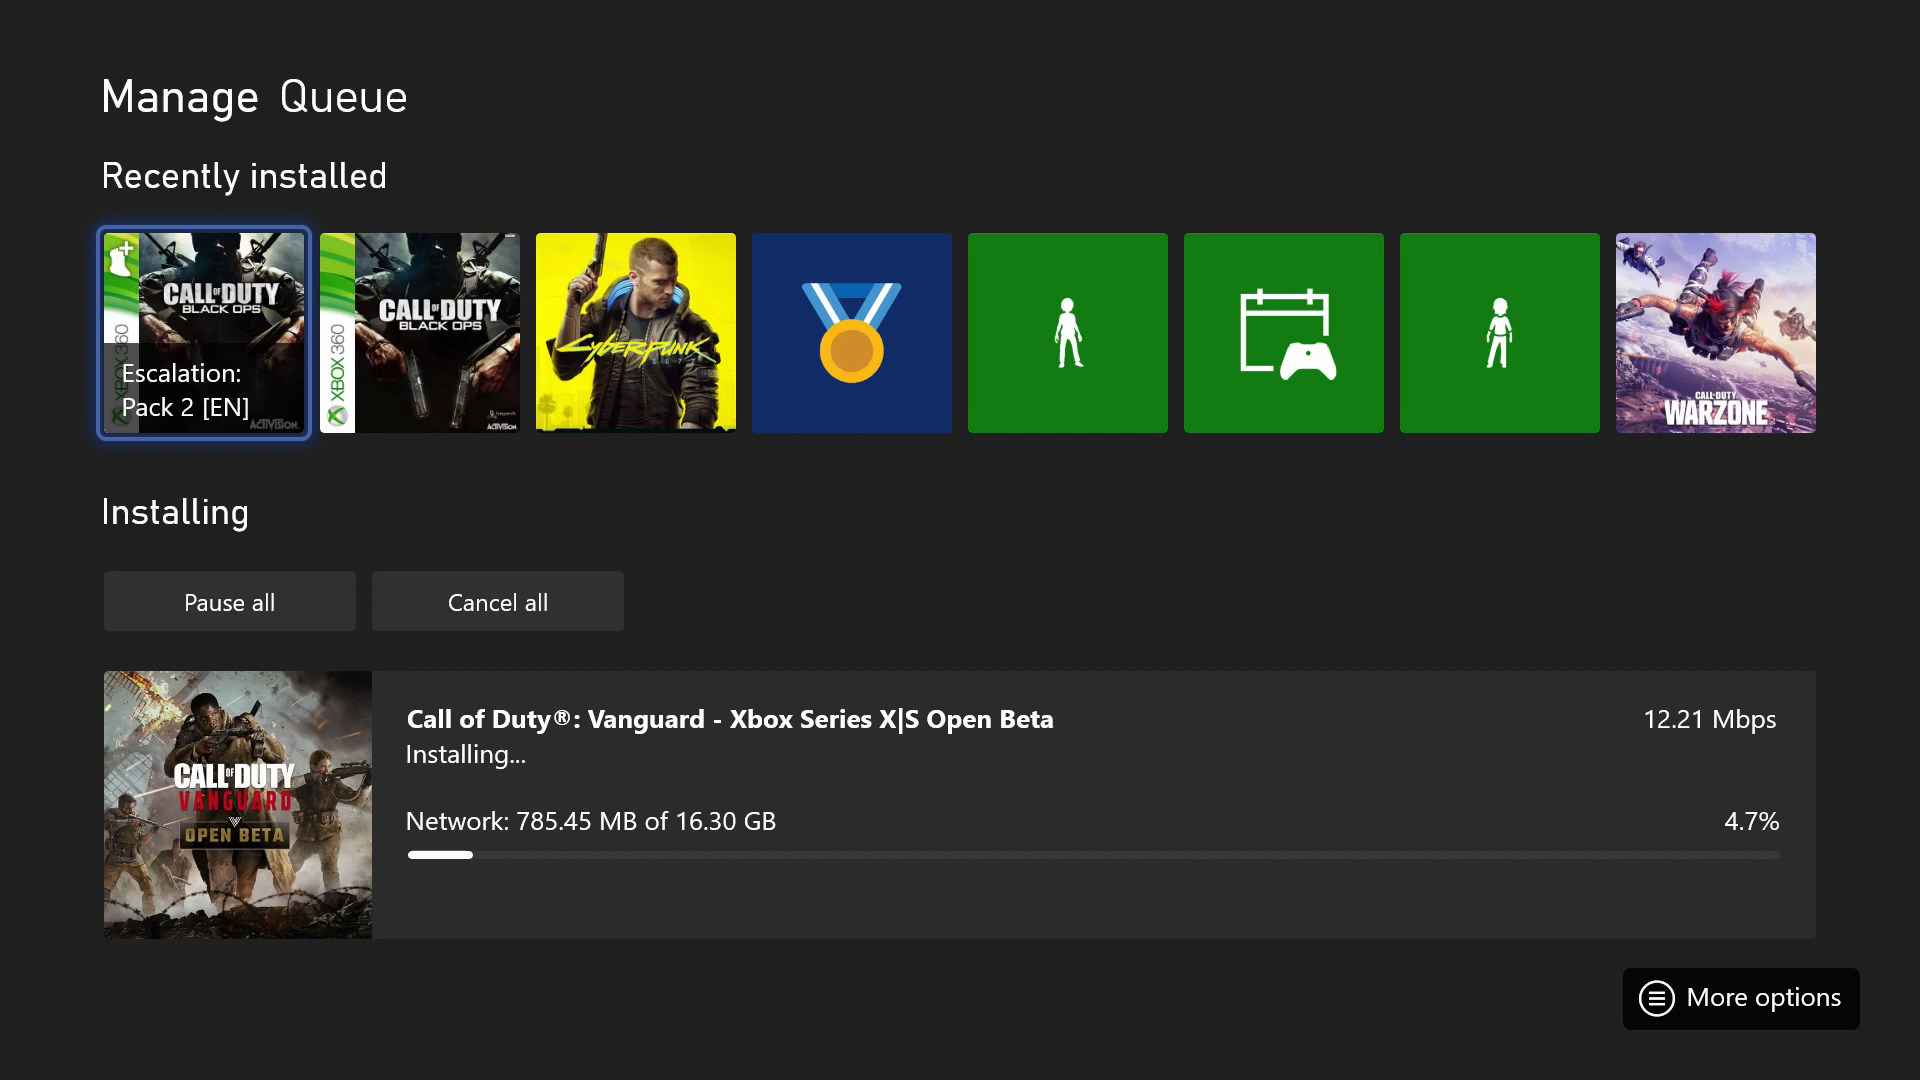 Manage Queue
Recently installed
XBOX 360
CALL OF DUTY
BLACK OPS
Escalation:
Pack 2 [EN]
ACTIVISION
XBOX 360
CALL OF DUTY
BLACK OPS
ACTIVISION
CYBERPUNK
2077
CALL OF DUTY
WARZONE
Installing
Pause all
Cancel all
CALL OF DUTY
VANGUARD
OPEN BETA
Call of Duty®: Vanguard - Xbox Series X|S Open Beta
12.21 Mbps
Installing...
Network: 785.45 MB of 16.30 GB
4.7%
More options